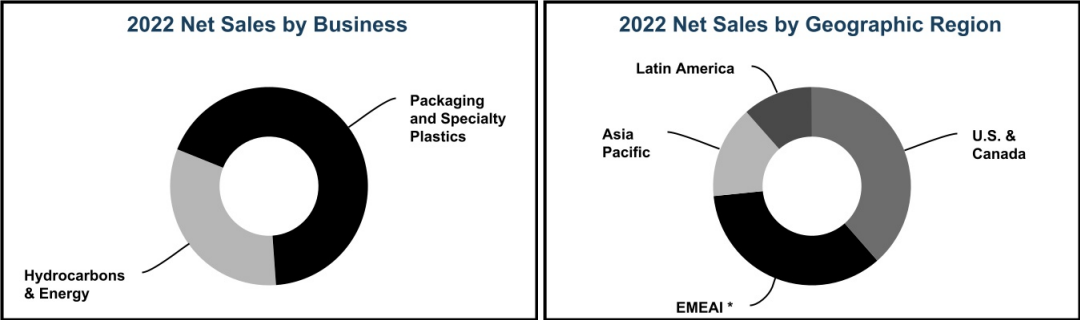 2022 Net Sales by Business
Packaging
and Specialty
Plastics
Hydrocarbons
& Energy
2022 Net Sales by Geographic Region
Latin America
Asia
Pacific
U.S. &
Canada
EMEAI *